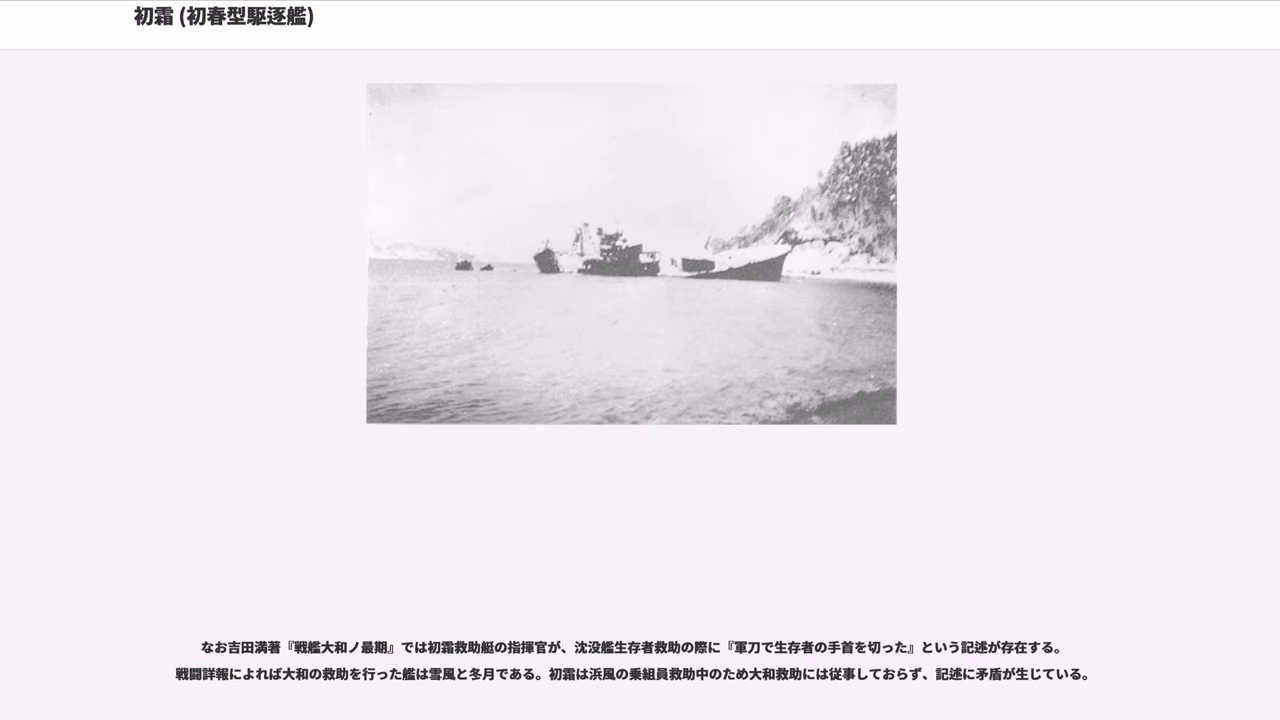 初霜 (初春型駆逐艦)
なお吉田満著『戦艦大和ノ最期』では初霜救助艇の指揮官が、沈没艦生存者救助の際に『軍刀で生存者の手首を切った』という記述が存在する。
戦闘詳報によれば大和の救助を行った艦は雪風と冬月である。初霜は浜風の乗組員救助中のため大和救助には従事しておらず、記述に矛盾が生じている。